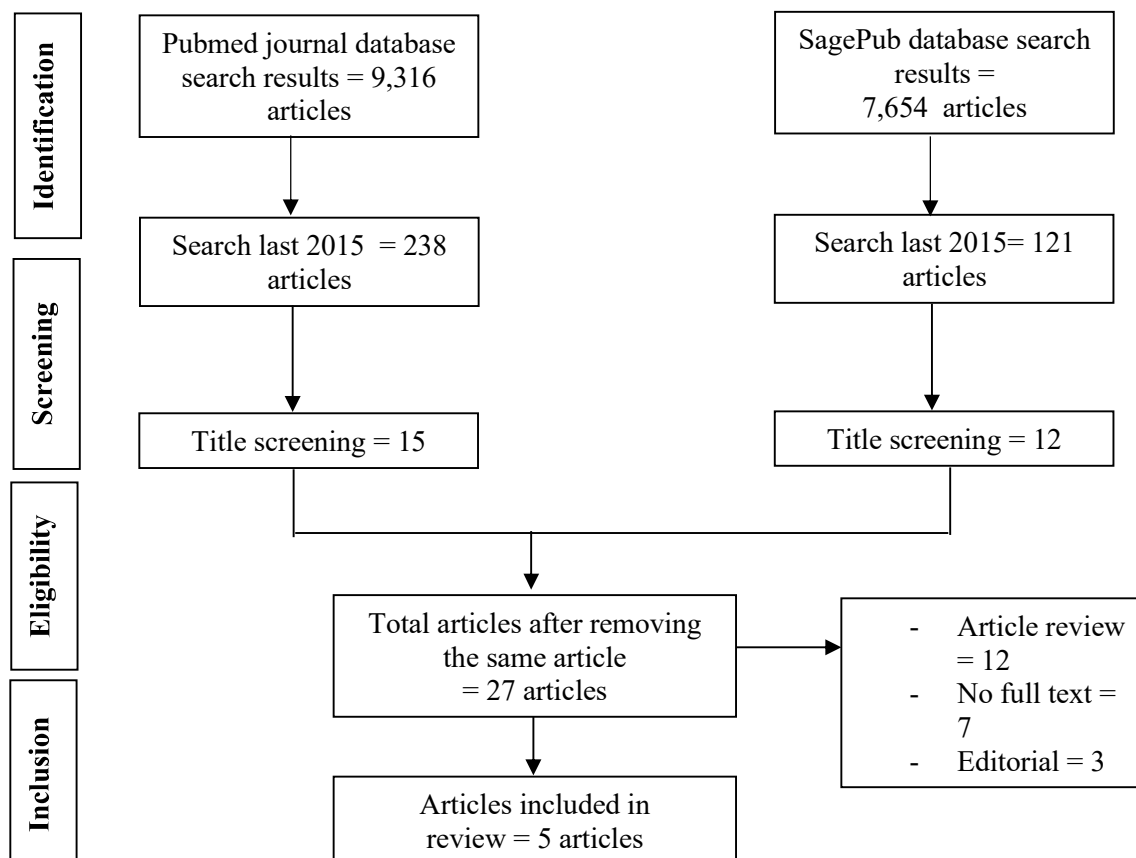 Identification
Pubmed journal database
search results = 9,316
articles
SagePub database search
results =
7,654 articles
Search last 2015 = 238
articles
Search last 2015= 121
articles
Screening
Title screening = 15
Title screening = 12
Eligibility
Total articles after removing
the same article
= 27 articles
- Article review
= 12
- No full text =
7
- Editorial = 3
Inclusion
Articles included in
review = 5 articles